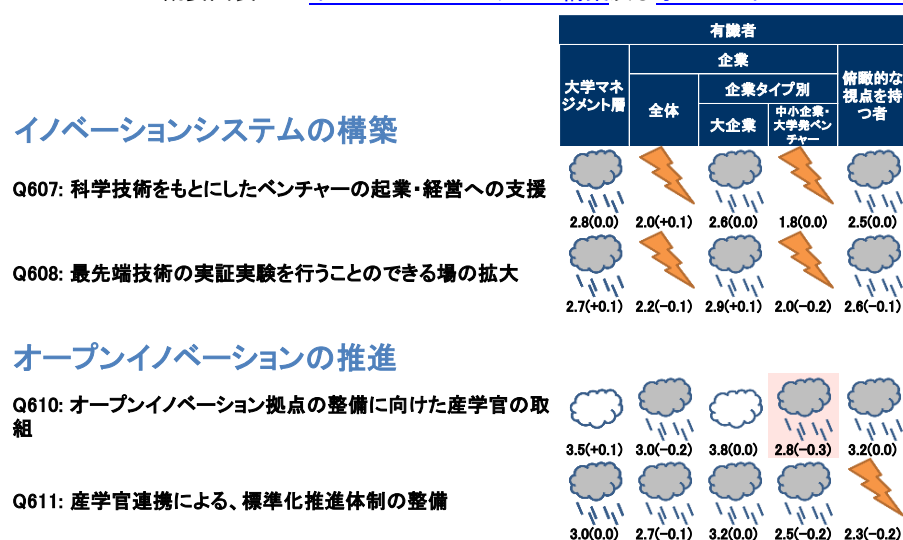 有識者
企業
大学マネ
ジメント層
全体
企業タイプ別
大企業
中小企業・
大学発ベン
チャー
俯瞰的な
視点を持
つ者
イノベーションシステムの構築
Q607: 科学技術をもとにしたベンチャーの起業・経営への支援
2.8(0.0) 2.0(+0.1) 2.6(0.0) 1.8(0.0) 2.5(0.0)
Q608: 最先端技術の実証実験を行うことのできる場の拡大
2.7(+0.1) 2.2(-0.1) 2.9(+0.1) 2.0(-0.2) 2.6(-0.1)
オープンイノベーションの推進
Q610: オープンイノベーション拠点の整備に向けた産学官の取
組
3.5(+0.1) 3.0(-0.2) 3.8(0.0) 2.8(-0.3) 3.2(0.0)
Q611: 産学官連携による、標準化推進体制の整備
3.0(0.0) 2.7(-0.1) 3.2(0.0) 2.5(-0.2) 2.3(-0.2)